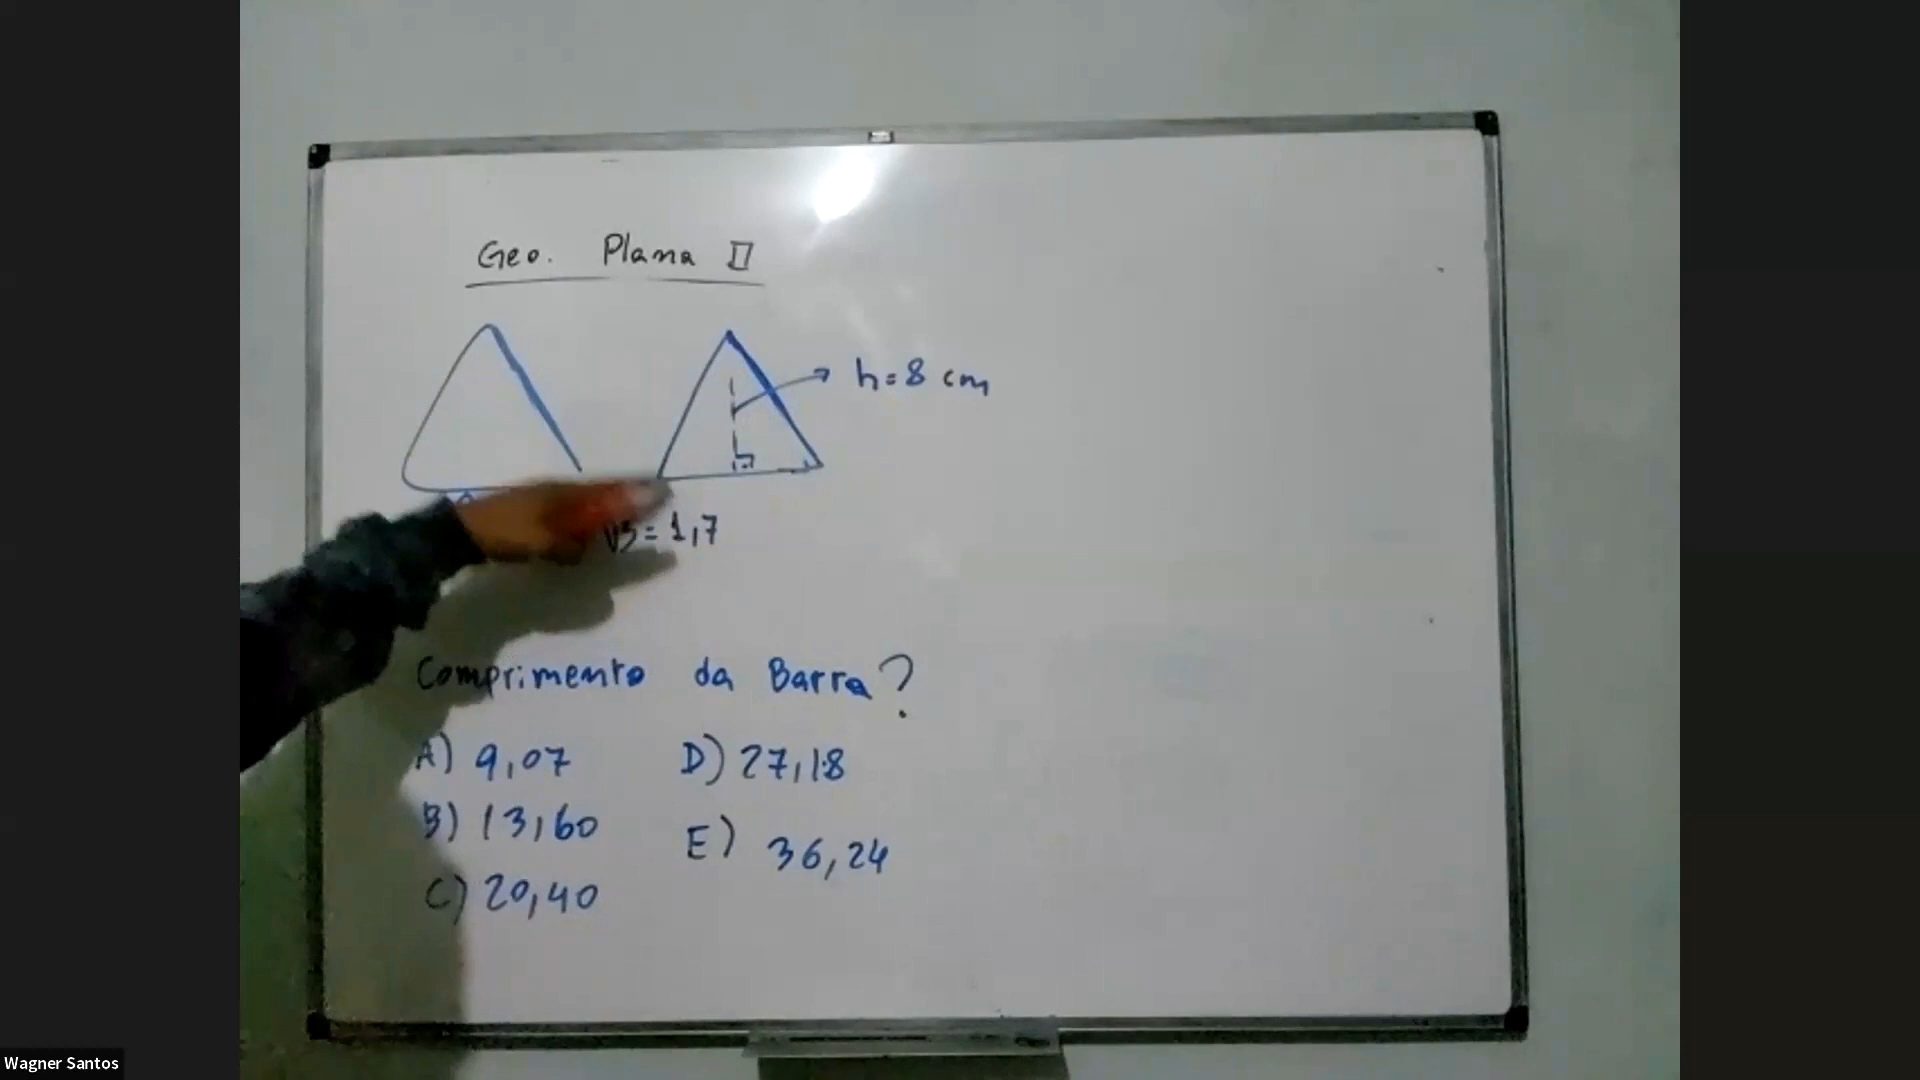 Geo. Plana II
h=8 cm
√3=1,7
Comprimento da Barra?
A) 9,07
B) 13,60
C) 20,40
D) 27,18
E) 36,24
Wagner Santos